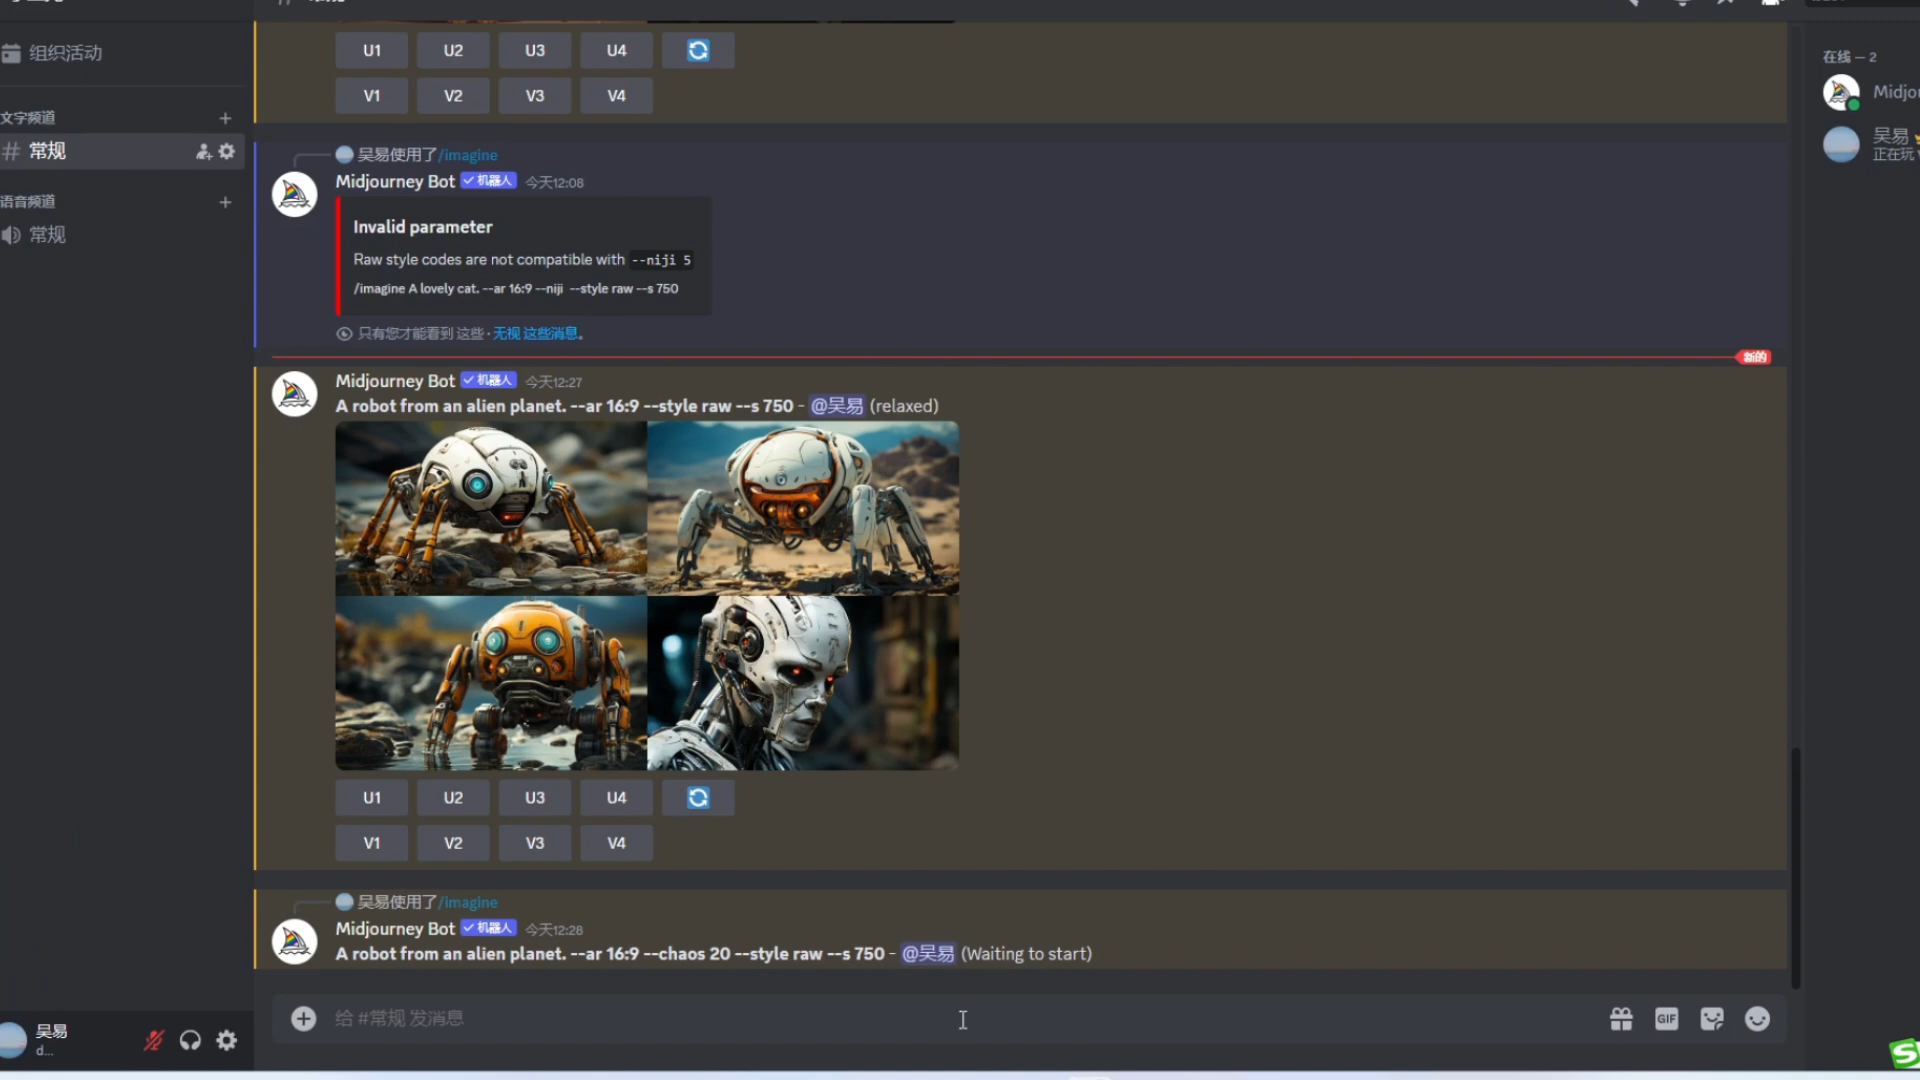 组织活动
文字频道
常规
语音频道
常规
U1 U2 U3 U4
V1 V2 V3 V4
吴易使用了/imagine
Midjourney Bot 机器人 今天12:08
Invalid parameter
Raw style codes are not compatible with --niji 5
/imagine A lovely cat. --ar 16:9 --niji --style raw --s 750
只有您才能看到 这些 · 无视 这些消息。
新的
Midjourney Bot 机器人 今天12:27
A robot from an alien planet. --ar 16:9 --style raw --s 750 - @吴易 (relaxed)
U1 U2 U3 U4
V1 V2 V3 V4
吴易使用了/imagine
Midjourney Bot 机器人 今天12:28
A robot from an alien planet. --ar 16:9 --chaos 20 --style raw --s 750 - @吴易 (Waiting to start)
给 #常规 发消息
GIF
吴易
d...
在线 — 2
Midjo
吴易
正在玩